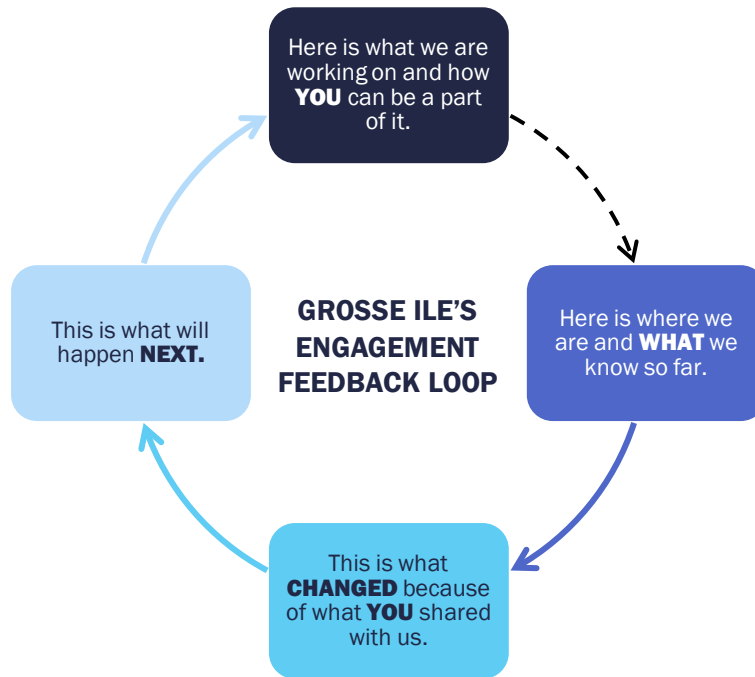 Here is what we are
working on and how
YOU can be a part
of it.
GROSSE ILE’S
ENGAGEMENT
FEEDBACK LOOP
Here is where we
are and WHAT we
know so far.
This is what
CHANGED because
of what YOU shared
with us.
This is what will
happen NEXT.